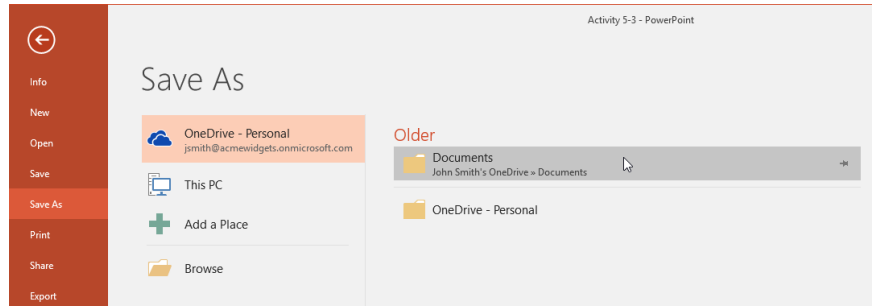 Activity 5-3 - PowerPoint
Info
New
Open
Save
Save As
Print
Share
Export
Save As
OneDrive - Personal
jsmith@acmewidgets.onmicrosoft.com
This PC
Add a Place
Browse
Older
Documents
John Smith's OneDrive » Documents
OneDrive - Personal